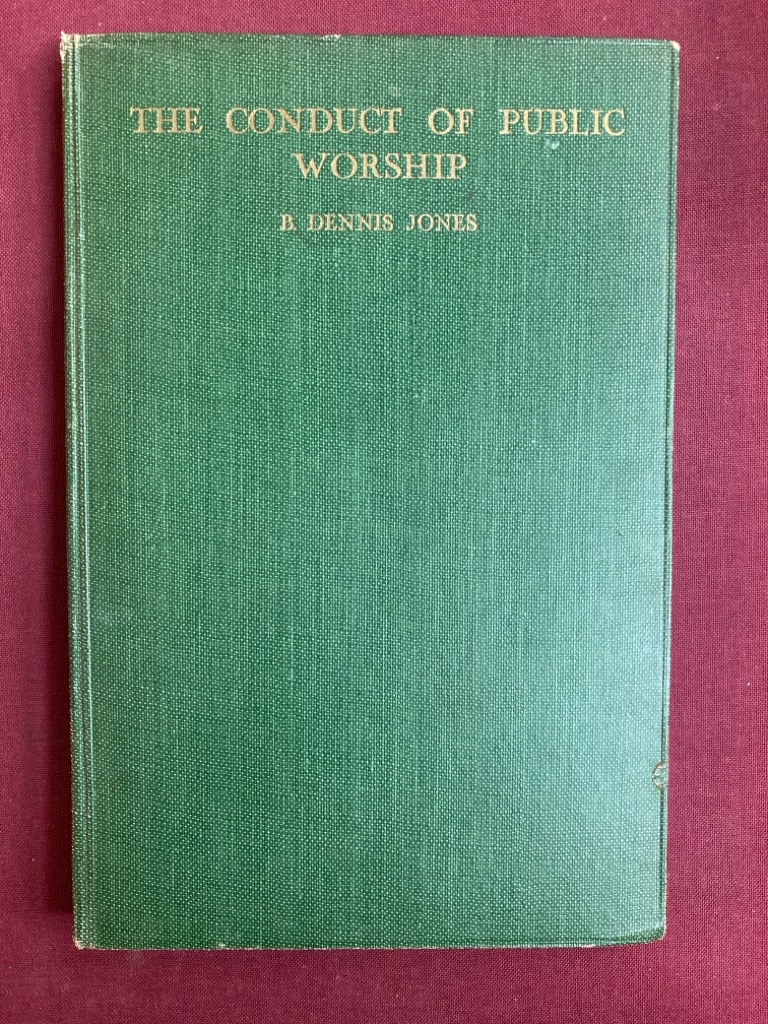 THE CONDUCT OF PUBLIC
WORSHIP
B. DENNIS JONES